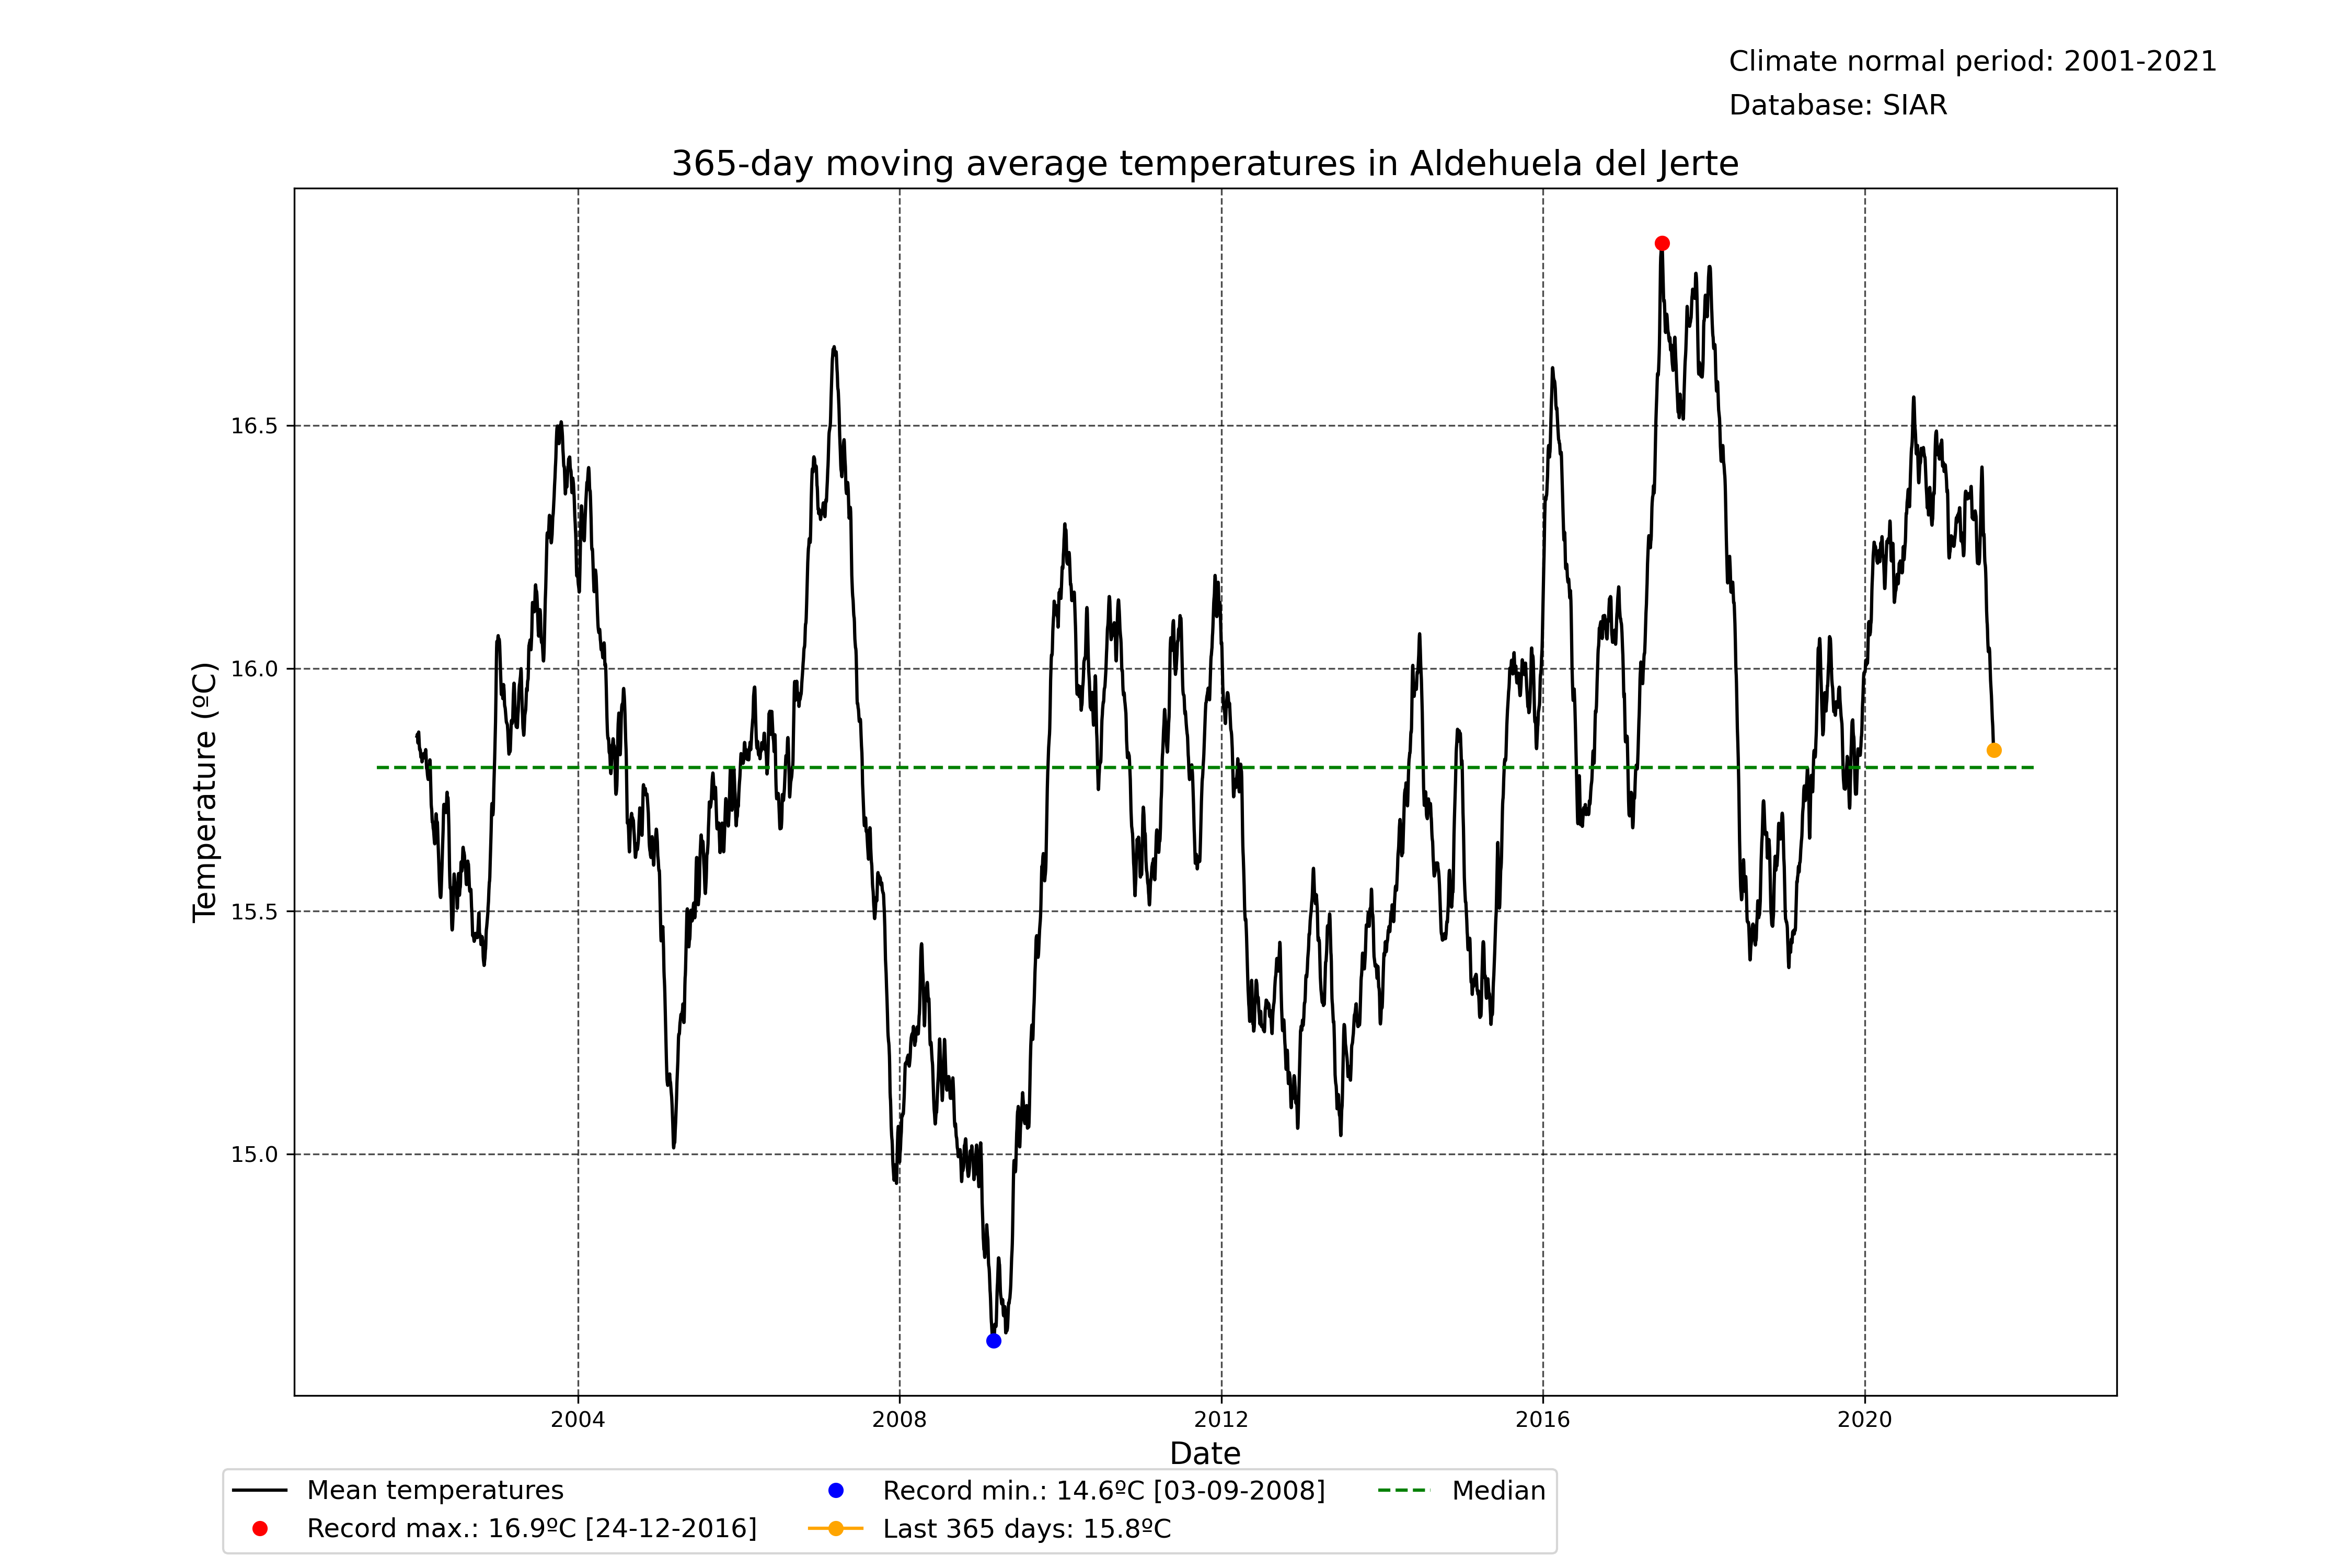 Climate normal period: 2001-2021
Database: SIAR
365-day moving average temperatures in Aldehuela del Jerte
Temperature (ºC)
16.5
16.0
15.5
15.0
2004 2008 2012 2016 2020
Date
Mean temperatures
Record max.: 16.9ºC [24-12-2016]
Record min.: 14.6ºC [03-09-2008]
Last 365 days: 15.8ºC
Median